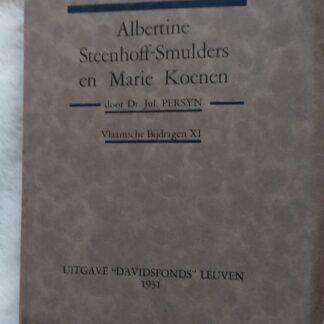 Albertine
Steenhoff-Smulders
en Marie Koenen
door Dr. Jul. PERSYN
Vlaamsche Bijdragen XI
UITGAVE "DAVIDSFONDS" LEUVEN
1931